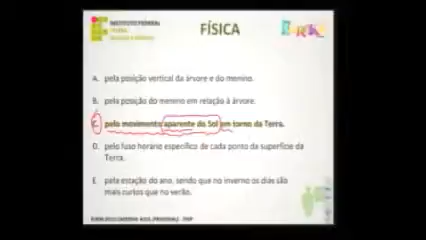 INSTITUTO FEDERAL
FÍSICA
A. pela posição vertical da árvore e do menino.
B. pela posição do menino em relação à árvore.
C. pelo movimento aparente do Sol em torno da Terra.
D. pelo fuso horário específico de cada ponto da superfície da
Terra.
E. pela estação do ano, sendo que no inverno os dias são
mais curtos que no verão.